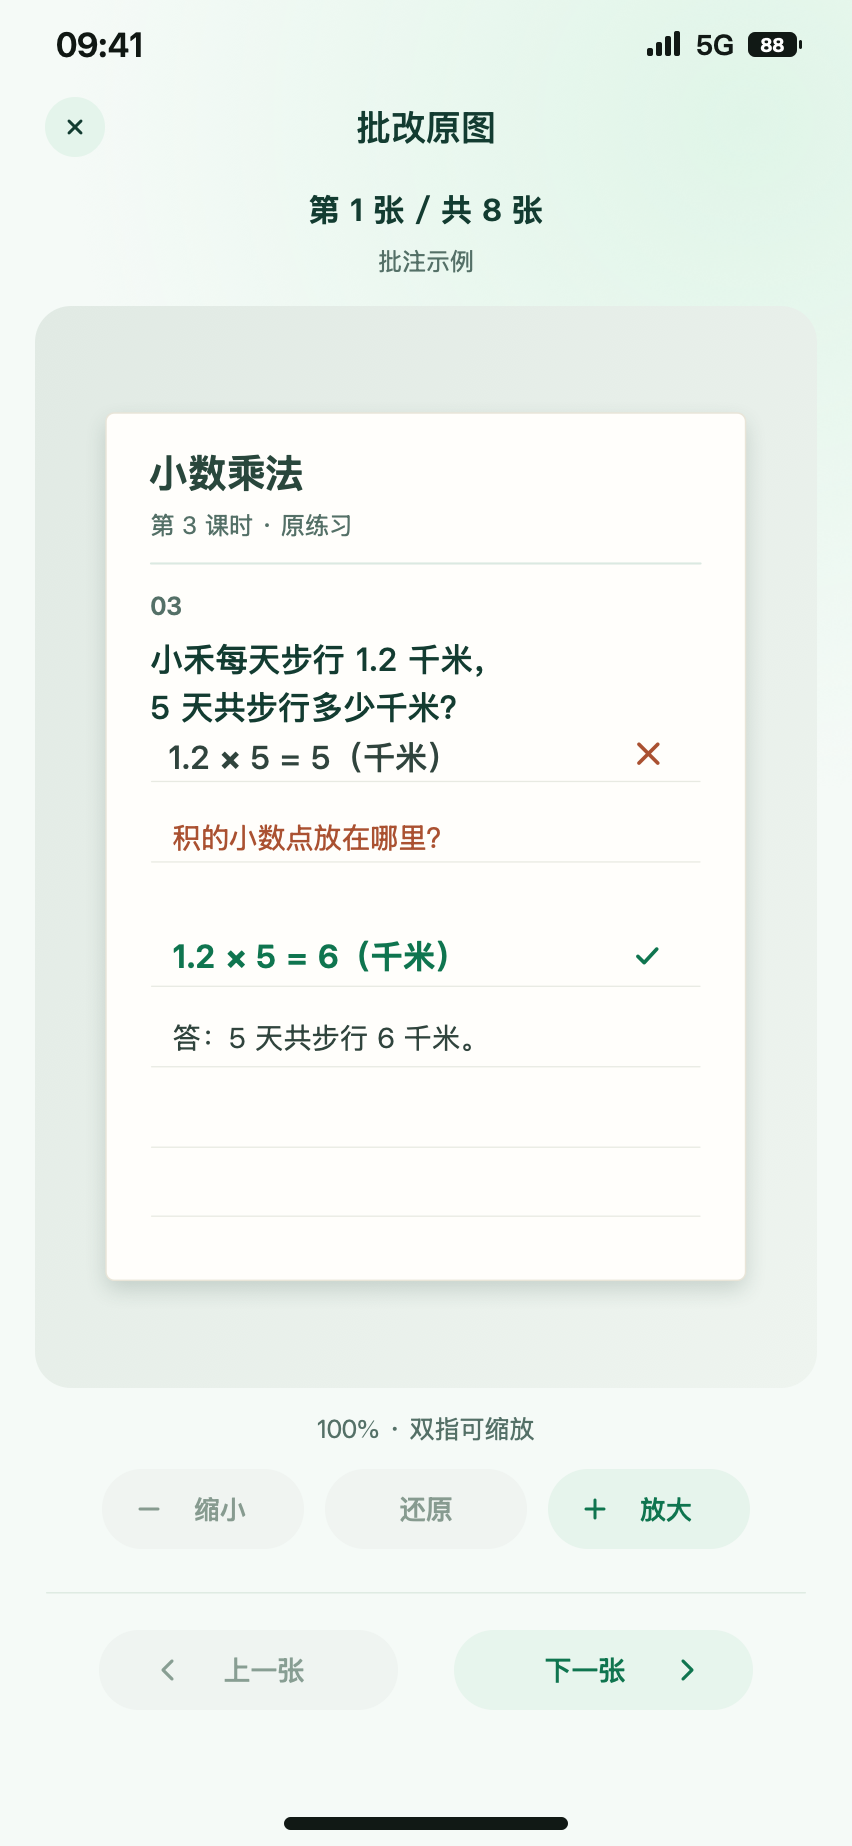 09:41
5G 88
批改原图
第 1 张 / 共 8 张
批注示例
小数乘法
第 3 课时 · 原练习
03
小禾每天步行 1.2 千米，
5 天共步行多少千米？
1.2 × 5 = 5（千米）
积的小数点放在哪里？
1.2 × 5 = 6（千米）
答：5 天共步行 6 千米。
100% · 双指可缩放
缩小 还原 放大
上一张 下一张